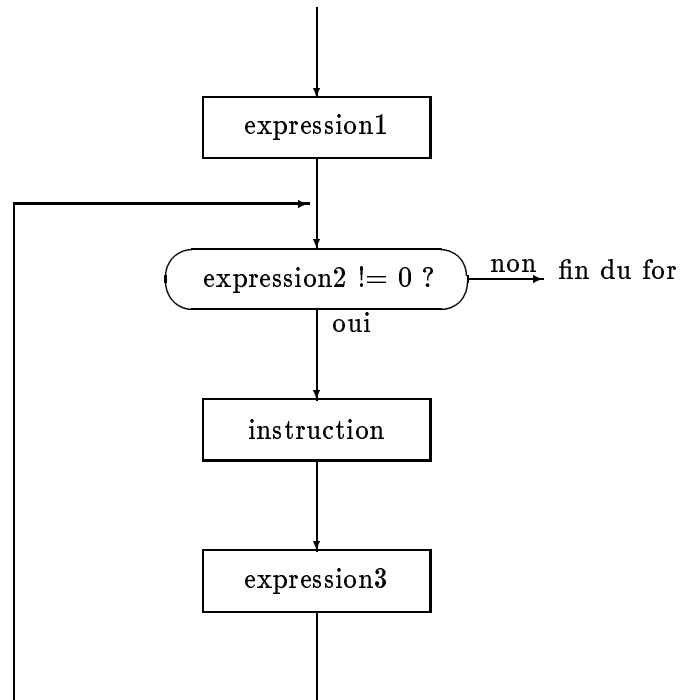 expression1
expression2 != 0 ?
non
fin du for
oui
instruction
expression3